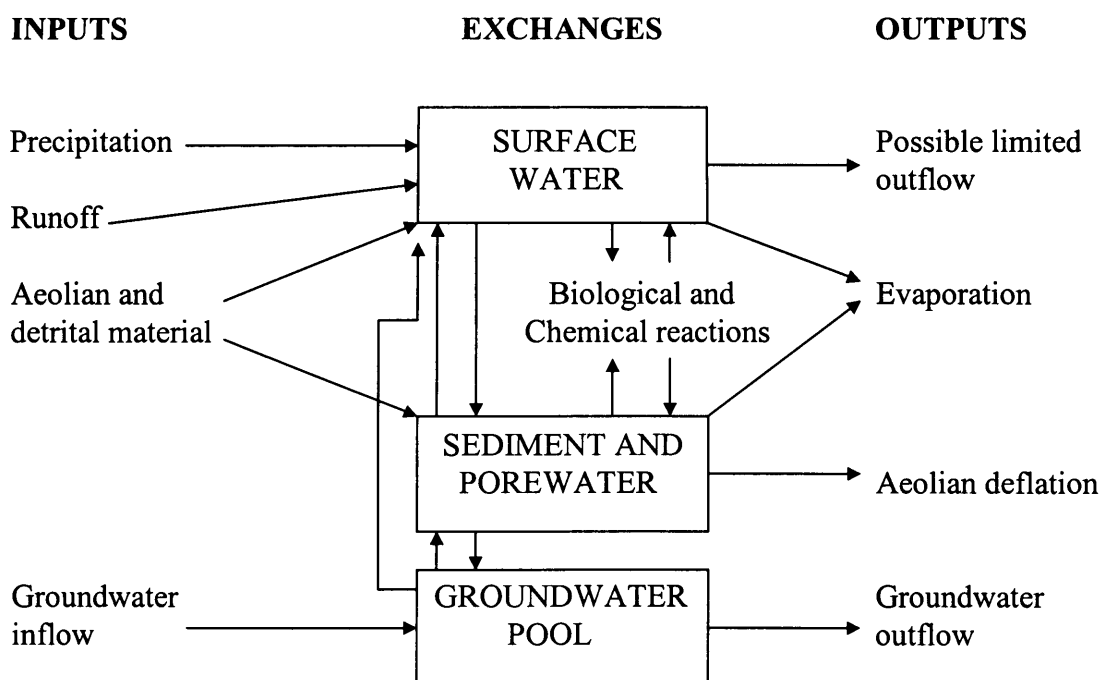 INPUTS
EXCHANGES
OUTPUTS
Precipitation
SURFACE
WATER
Possible limited
outflow
Runoff
Aeolian and
detrital material
Biological and
Chemical reactions
Evaporation
SEDIMENT AND
POREWATER
Aeolian deflation
Groundwater
inflow
GROUNDWATER
POOL
Groundwater
outflow